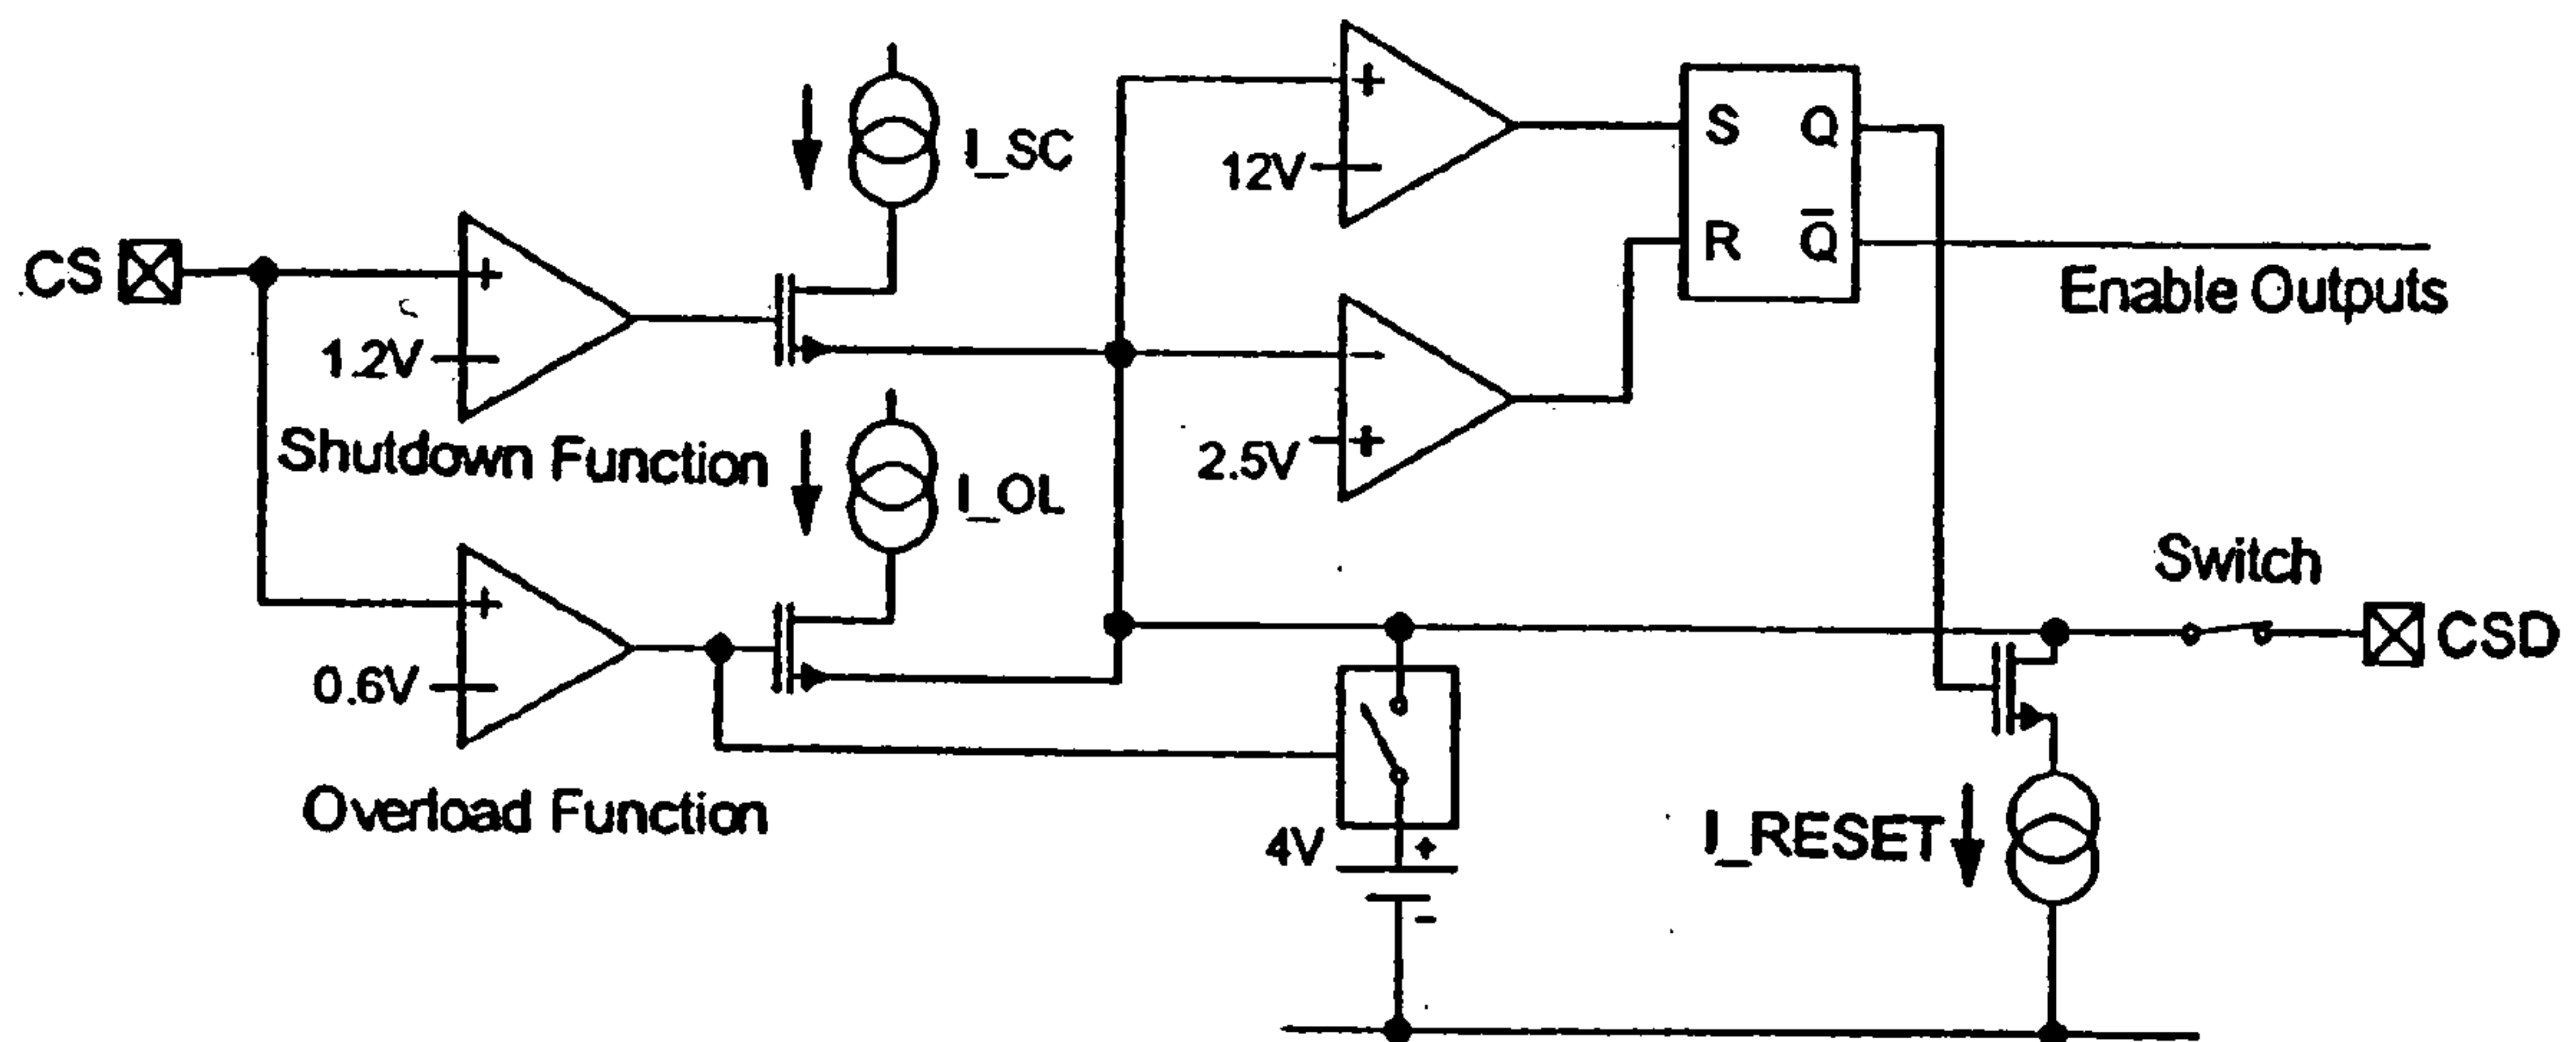 I_SC
+
12V
−
S
Q
R
Q̅
Enable Outputs
CS
+
1.2V
−
Shutdown Function
I_OL
−
2.5V
+
+
0.6V
−
Overload Function
Switch
CSD
4V
+
−
I_RESET